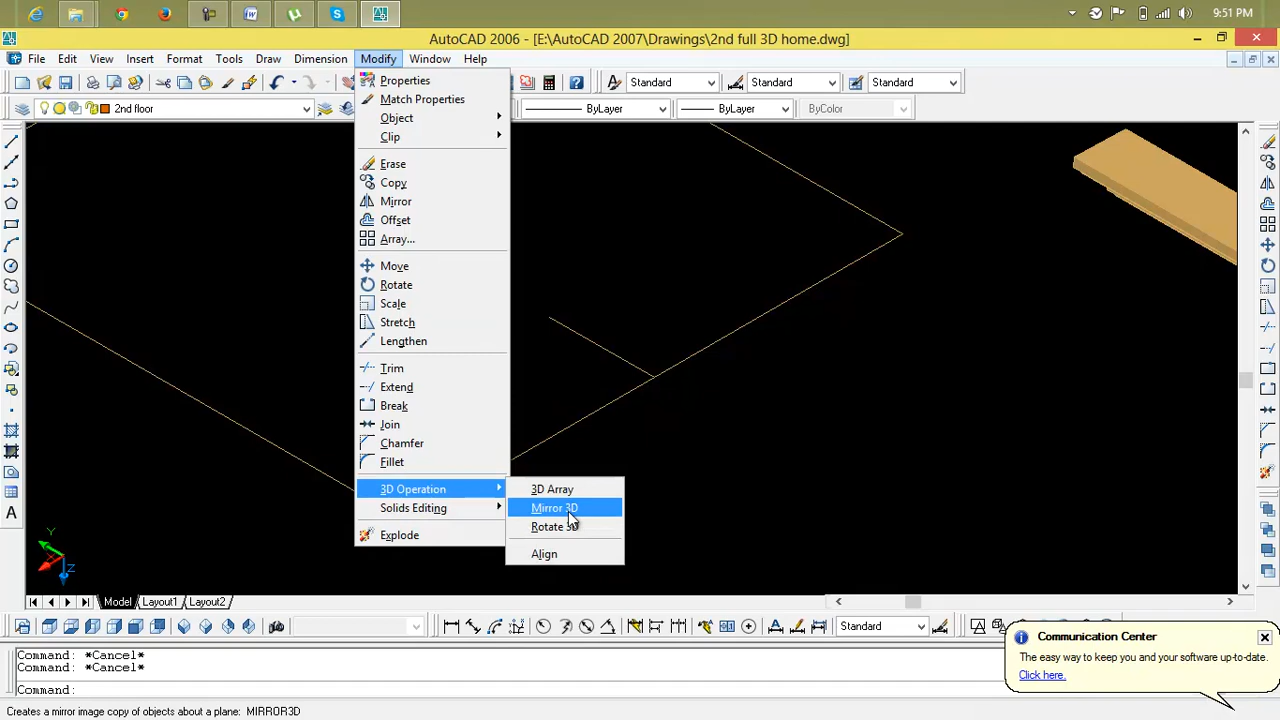 9:51 PM
AutoCAD 2006 - [E:\AutoCAD 2007\Drawings\2nd full 3D home.dwg]
File Edit View Insert Format Tools Draw Dimension Modify Window Help
Standard Standard Standard
2nd floor ByLayer ByLayer ByColor
Properties
Match Properties
Object
Clip
Erase
Copy
Mirror
Offset
Array...
Move
Rotate
Scale
Stretch
Lengthen
Trim
Extend
Break
Join
Chamfer
Fillet
3D Operation
Solids Editing
Explode
3D Array
Mirror 3D
Rotate 3D
Align
A
Y
Z
Model Layout1 Layout2
Standard
Command: *Cancel*
Command: *Cancel*
Command:
Communication Center
The easy way to keep you and your software up-to-date.
Click here.
Creates a mirror image copy of objects about a plane: MIRROR3D